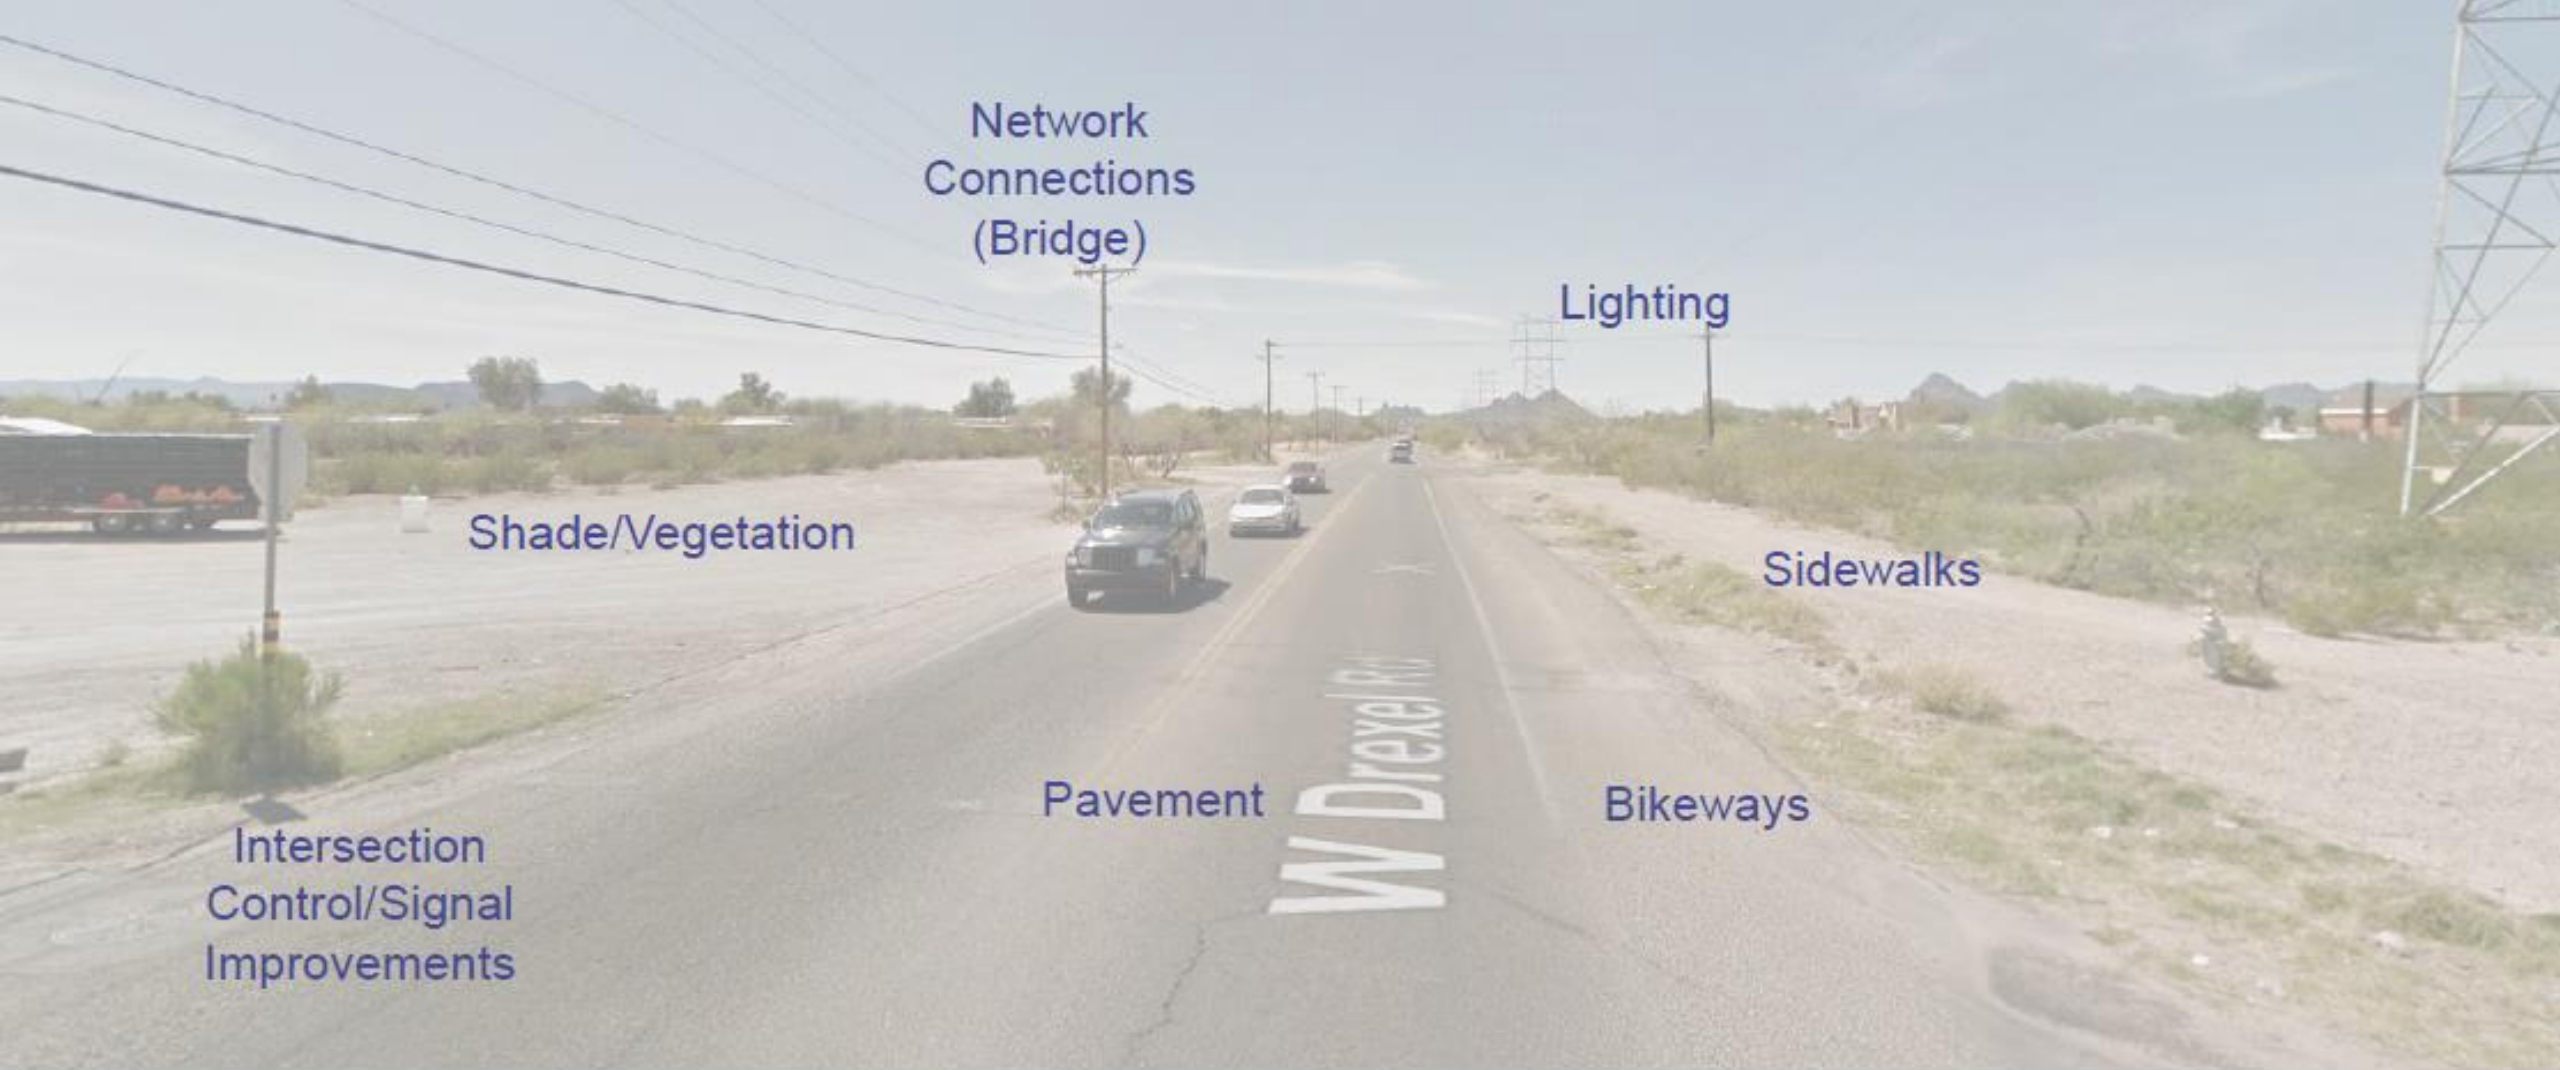 Network
Connections
(Bridge)
Lighting
Shade/Vegetation
Sidewalks
Pavement
W Drexel Rd
Bikeways
Intersection
Control/Signal
Improvements